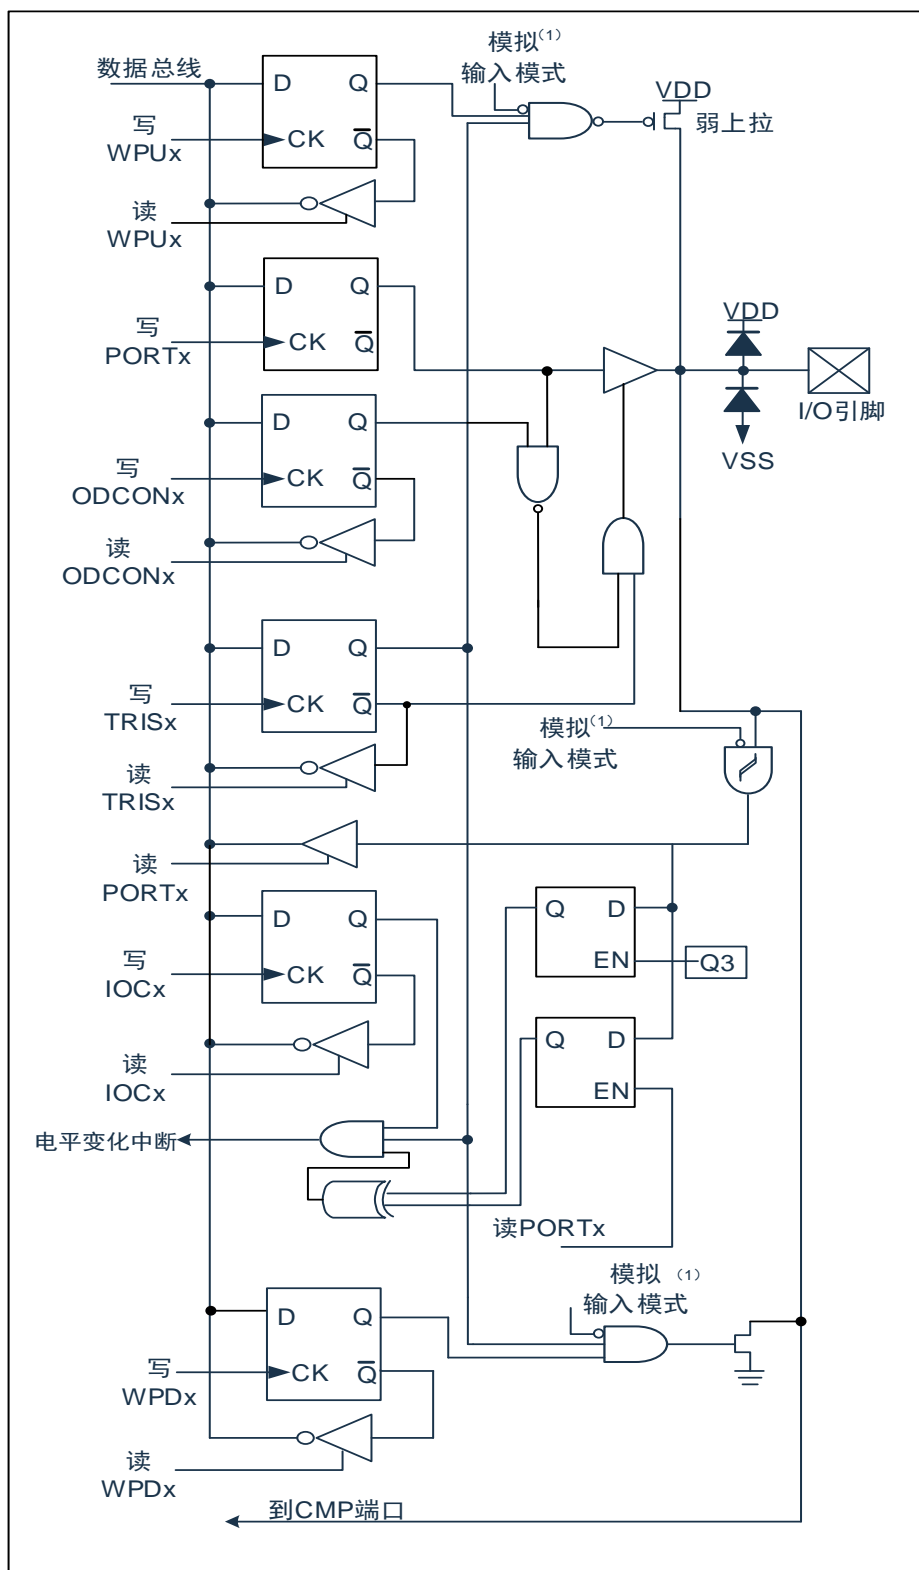 模拟（1）
输入模式
数据总线
D
Q
VDD
弱上拉
写
WPUx
CK
Q̅
读
WPUx
D
Q
写
PORTx
CK
Q̅
VDD
I/O引脚
VSS
D
Q
写
ODCONx
CK
Q̅
读
ODCONx
D
Q
写
TRISx
CK
Q̅
模拟（1）
输入模式
读
TRISx
读
PORTx
D
Q
Q
D
写
IOCx
CK
Q̅
EN
Q3
Q
D
读
IOCx
EN
电平变化中断
读PORTx
模拟（1）
输入模式
D
Q
写
WPDx
CK
Q̅
读
WPDx
到CMP端口